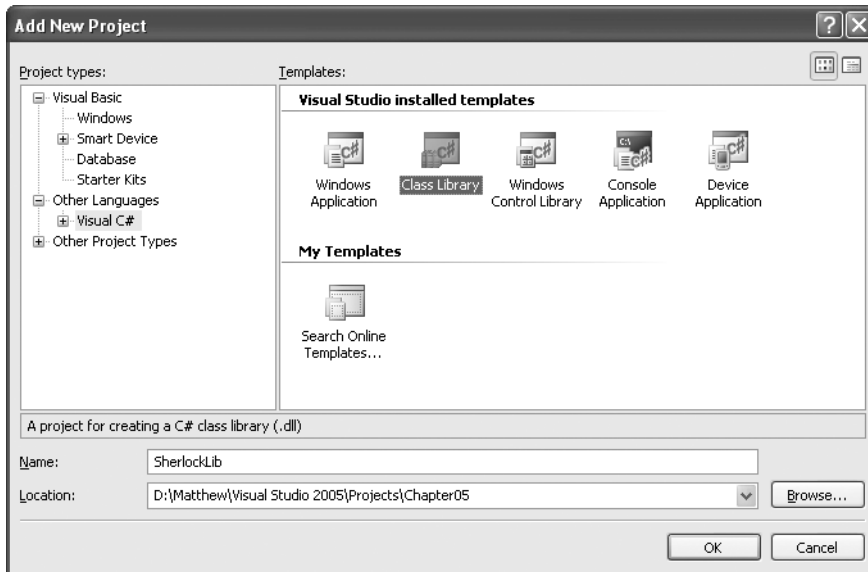 Add New Project
Project types:
Templates:
Visual Basic
Windows
Smart Device
Database
Starter Kits
Other Languages
Visual C#
Other Project Types
Visual Studio installed templates
Windows
Application
Class Library
Windows
Control Library
Console
Application
Device
Application
My Templates
Search Online
Templates...
A project for creating a C# class library (.dll)
Name:
SherlockLib
Location:
D:\Matthew\Visual Studio 2005\Projects\Chapter05
Browse...
OK
Cancel